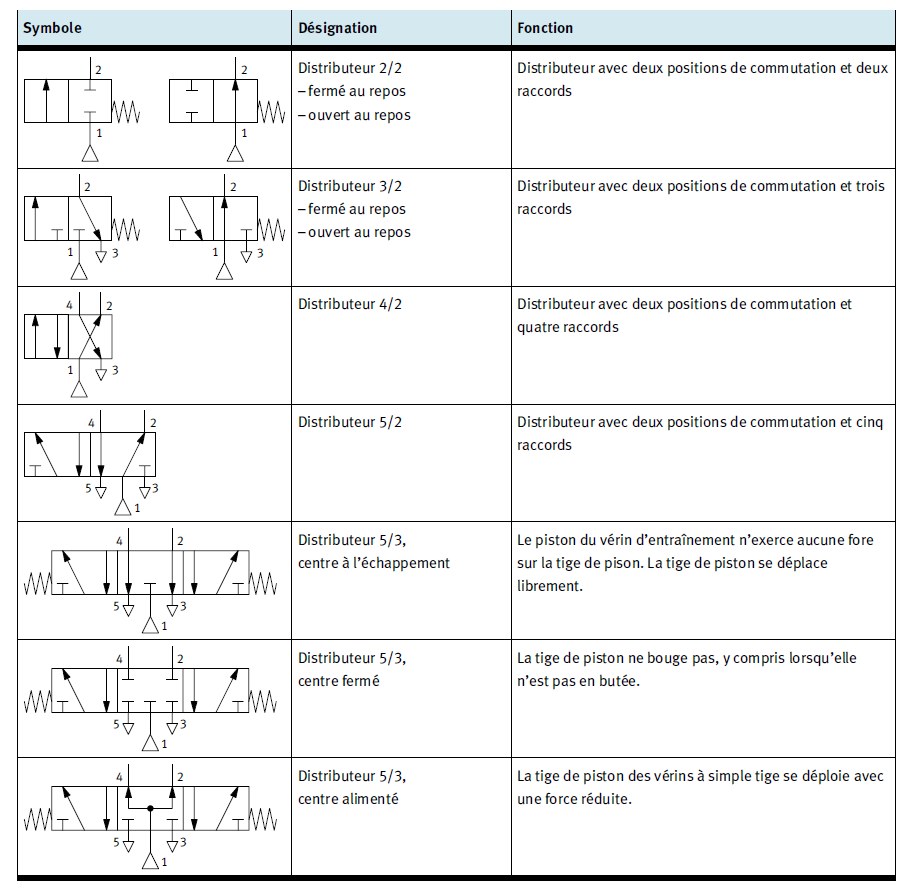 Symbole Désignation Fonction
2 2
1 1
Distributeur 2/2
– fermé au repos
– ouvert au repos
Distributeur avec deux positions de commutation et deux
raccords
2 2
1 3 1 3
Distributeur 3/2
– fermé au repos
– ouvert au repos
Distributeur avec deux positions de commutation et trois
raccords
4 2
1 3
Distributeur 4/2
Distributeur avec deux positions de commutation et
quatre raccords
4 2
5 3
1
Distributeur 5/2
Distributeur avec deux positions de commutation et cinq
raccords
4 2
5 3
1
Distributeur 5/3,
centre à l’échappement
Le piston du vérin d’entraînement n’exerce aucune fore
sur la tige de pison. La tige de piston se déplace
librement.
4 2
5 3
1
Distributeur 5/3,
centre fermé
La tige de piston ne bouge pas, y compris lorsqu’elle
n’est pas en butée.
4 2
5 3
1
Distributeur 5/3,
centre alimenté
La tige de piston des vérins à simple tige se déploie avec
une force réduite.